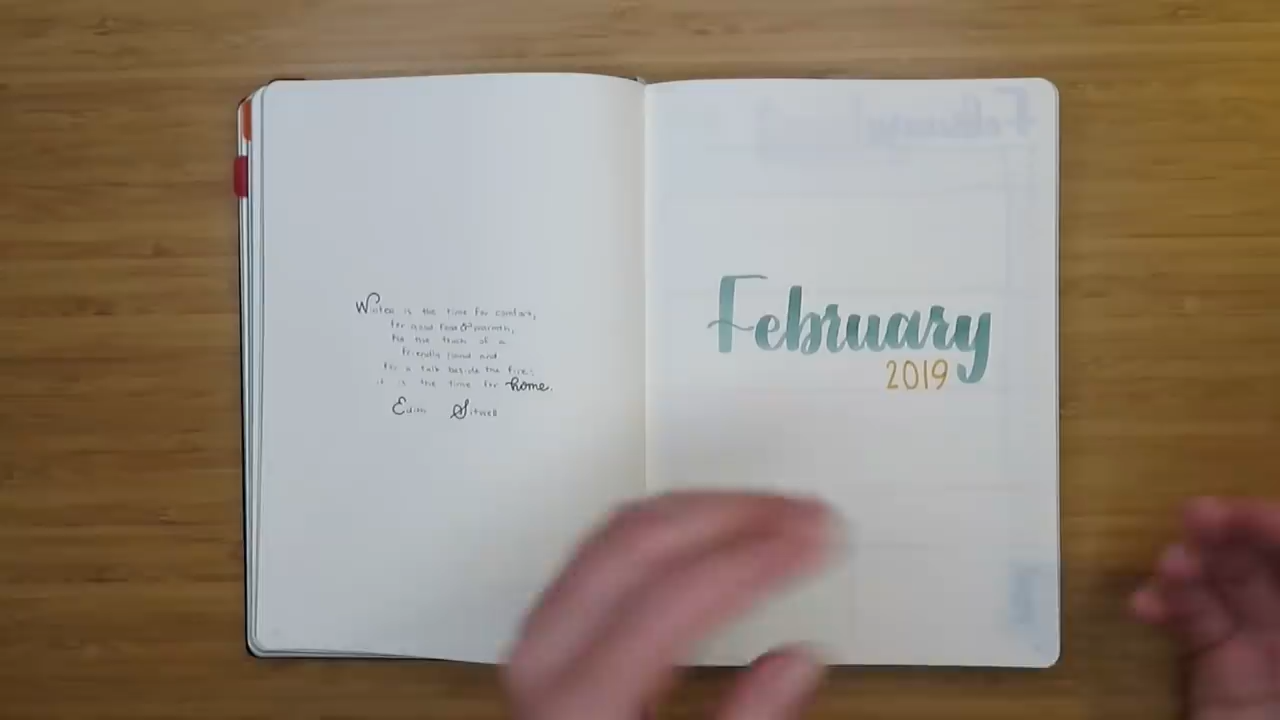 Winter is the time for comfort,
for good food & warmth,
for the touch of a
friendly hand and
for a talk beside the fire:
it is the time for home.
Edith Sitwell
February
2019